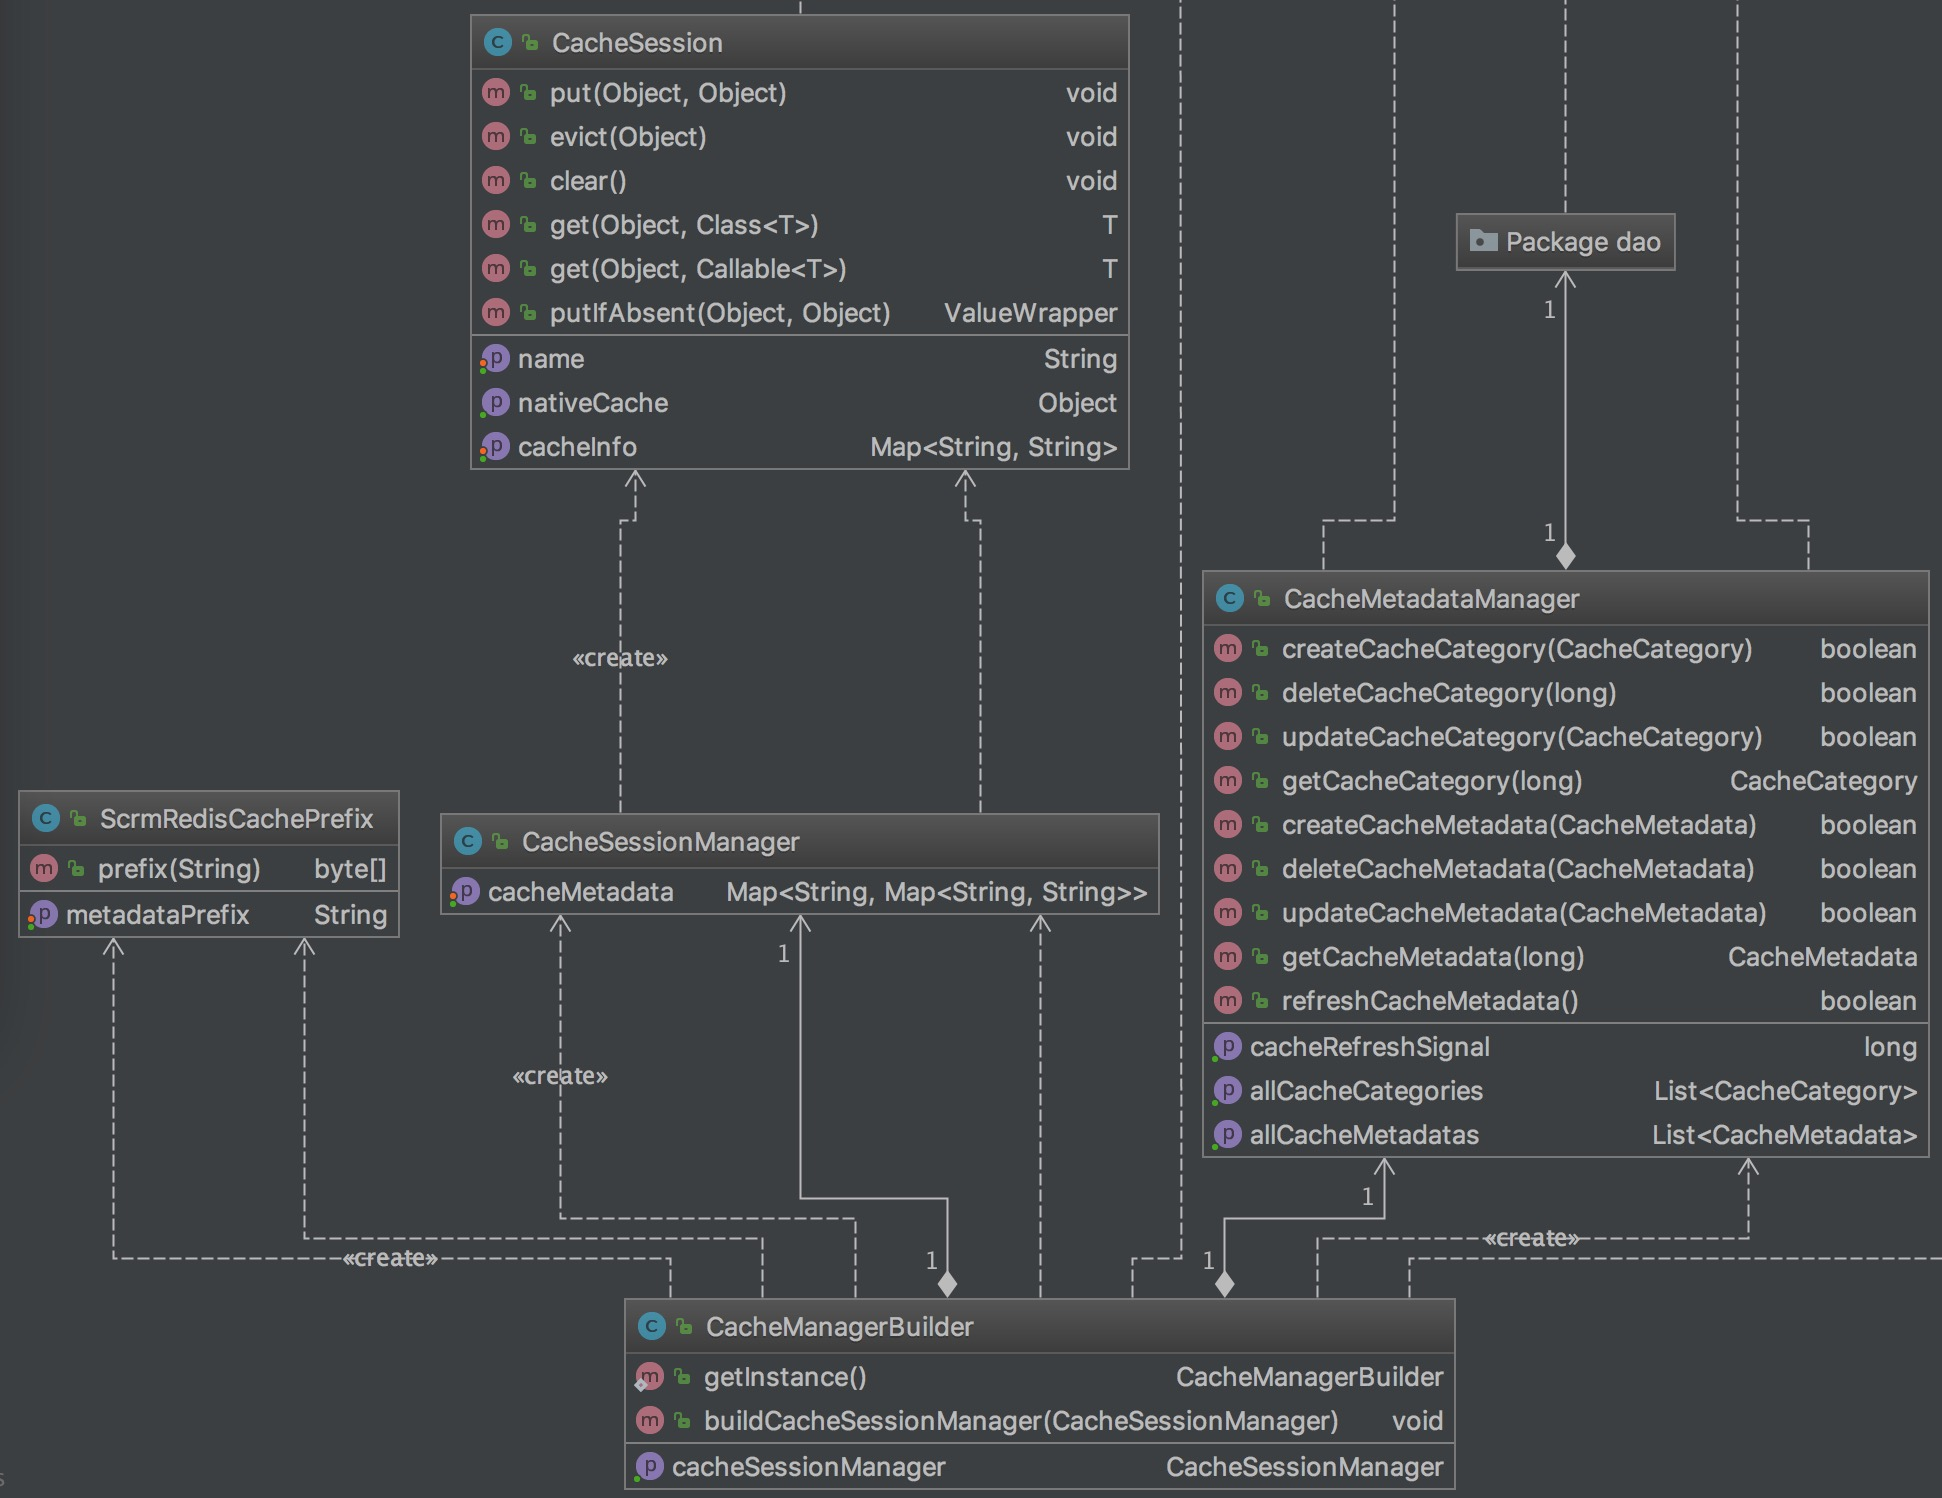 CacheSession
put(Object, Object) void
evict(Object) void
clear() void
get(Object, Class<T>) T
get(Object, Callable<T>) T
putIfAbsent(Object, Object) ValueWrapper
name String
nativeCache Object
cacheInfo Map<String, String>
Package dao
1
1
«create»
CacheMetadataManager
createCacheCategory(CacheCategory) boolean
deleteCacheCategory(long) boolean
updateCacheCategory(CacheCategory) boolean
getCacheCategory(long) CacheCategory
createCacheMetadata(CacheMetadata) boolean
deleteCacheMetadata(CacheMetadata) boolean
updateCacheMetadata(CacheMetadata) boolean
getCacheMetadata(long) CacheMetadata
refreshCacheMetadata() boolean
cacheRefreshSignal long
allCacheCategories List<CacheCategory>
allCacheMetadatas List<CacheMetadata>
ScrmRedisCachePrefix
prefix(String) byte[]
metadataPrefix String
CacheSessionManager
cacheMetadata Map<String, Map<String, String>>
1
«create»
1
«create»
«create»
1
1
CacheManagerBuilder
getInstance() CacheManagerBuilder
buildCacheSessionManager(CacheSessionManager) void
cacheSessionManager CacheSessionManager